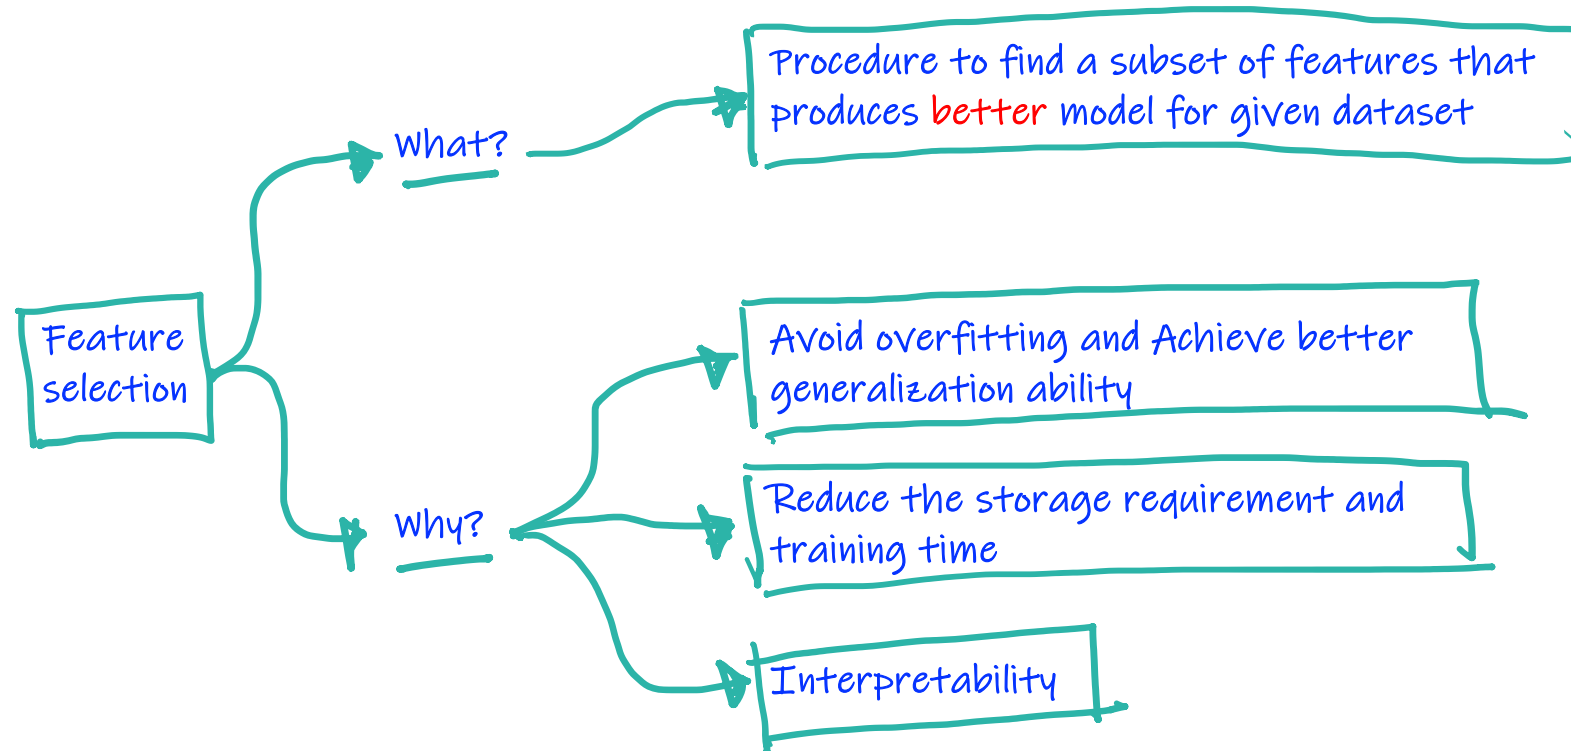 Procedure to find a subset of features that
produces better model for given dataset
What?
Feature
selection
Avoid overfitting and Achieve better
generalization ability
Why?
Reduce the storage requirement and
training time
Interpretability